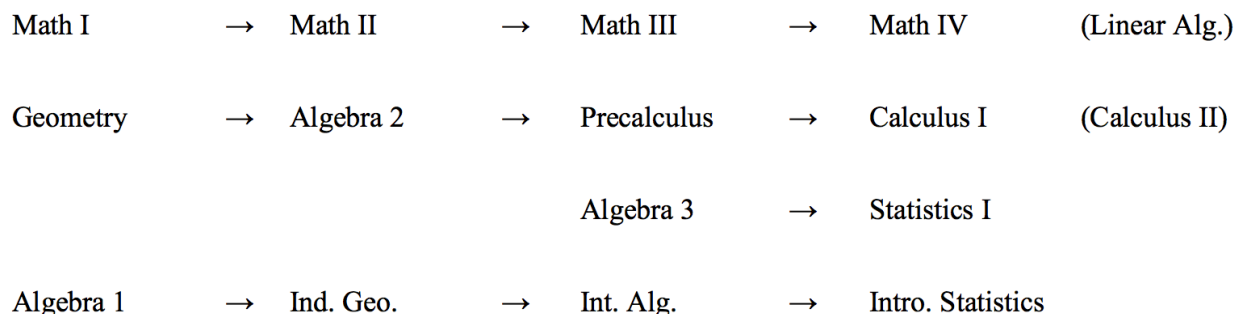 Math I → Math II → Math III → Math IV (Linear Alg.)
Geometry → Algebra 2 → Precalculus → Calculus I (Calculus II)
Algebra 3 → Statistics I
Algebra 1 → Ind. Geo. → Int. Alg. → Intro. Statistics